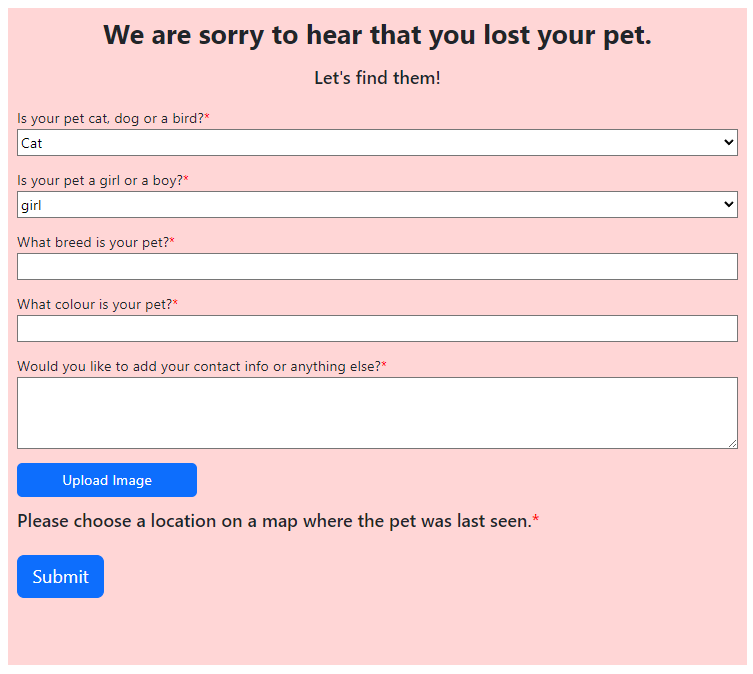 We are sorry to hear that you lost your pet.
Let's find them!
Is your pet cat, dog or a bird?*
Cat
Is your pet a girl or a boy?*
girl
What breed is your pet?*
What colour is your pet?*
Would you like to add your contact info or anything else?*
Upload Image
Please choose a location on a map where the pet was last seen.*
Submit